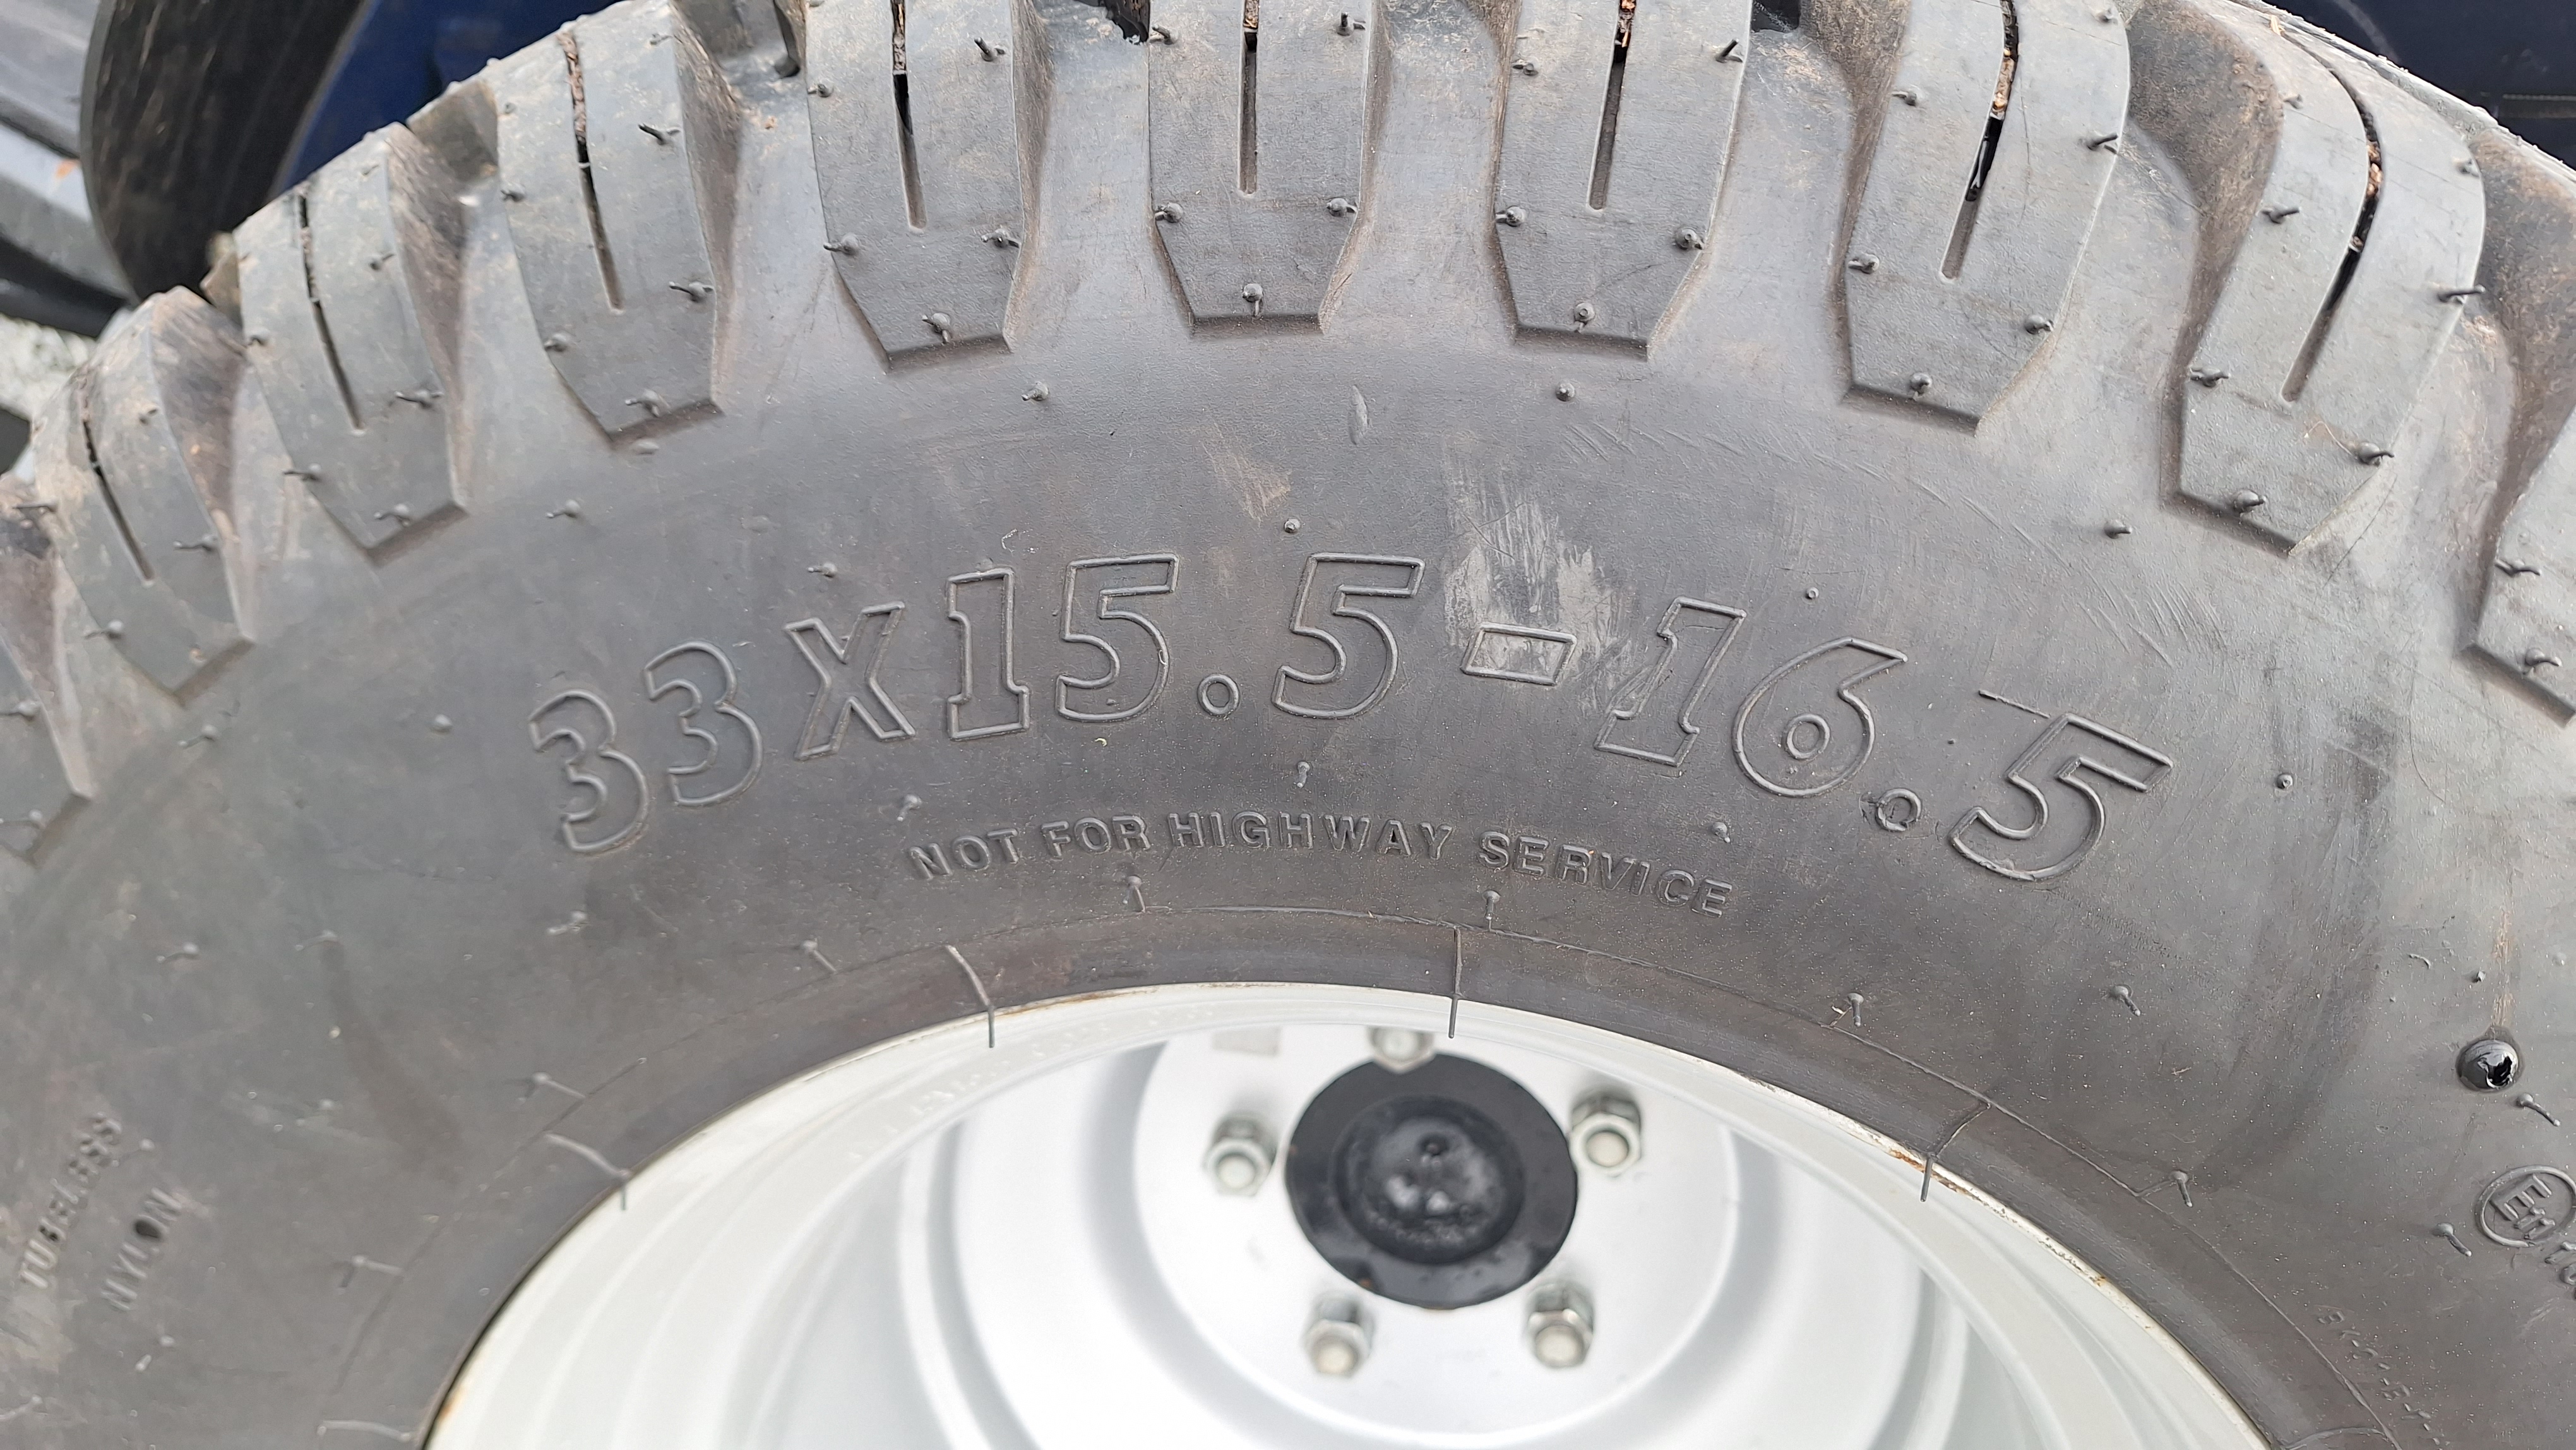 33X15.5-16.5
NOT FOR HIGHWAY SERVICE
TUBELESS
NYLON